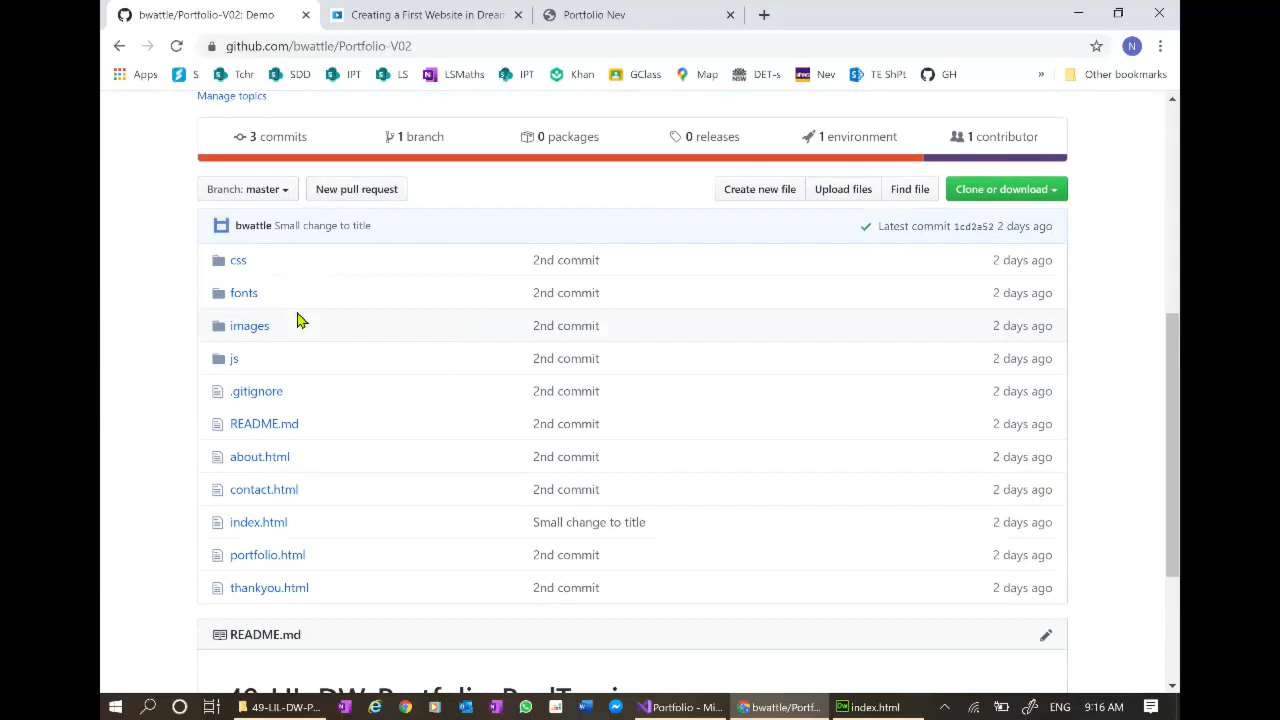 bwattle/Portfolio-V02: Demo
Creating a First Website in Dream
Portfolio Nev
github.com/bwattle/Portfolio-V02
N
Apps
S
Tchr
SDD
IPT
LS
LSMaths
IPT
Khan
GClass
Map
DET-s
Nev
TE ShPt
GH
»
Other bookmarks
Manage topics
3 commits
1 branch
0 packages
0 releases
1 environment
1 contributor
Branch: master
New pull request
Create new file
Upload files
Find file
Clone or download
bwattle Small change to title
Latest commit 1cd2a52 2 days ago
css 2nd commit 2 days ago
fonts 2nd commit 2 days ago
images 2nd commit 2 days ago
js 2nd commit 2 days ago
.gitignore 2nd commit 2 days ago
README.md 2nd commit 2 days ago
about.html 2nd commit 2 days ago
contact.html 2nd commit 2 days ago
index.html Small change to title 2 days ago
portfolio.html 2nd commit 2 days ago
thankyou.html 2nd commit 2 days ago
README.md
49-LIL-DW-P...
Portfolio - Mi...
bwattle/Portf...
Dw index.html
ENG
9:16 AM